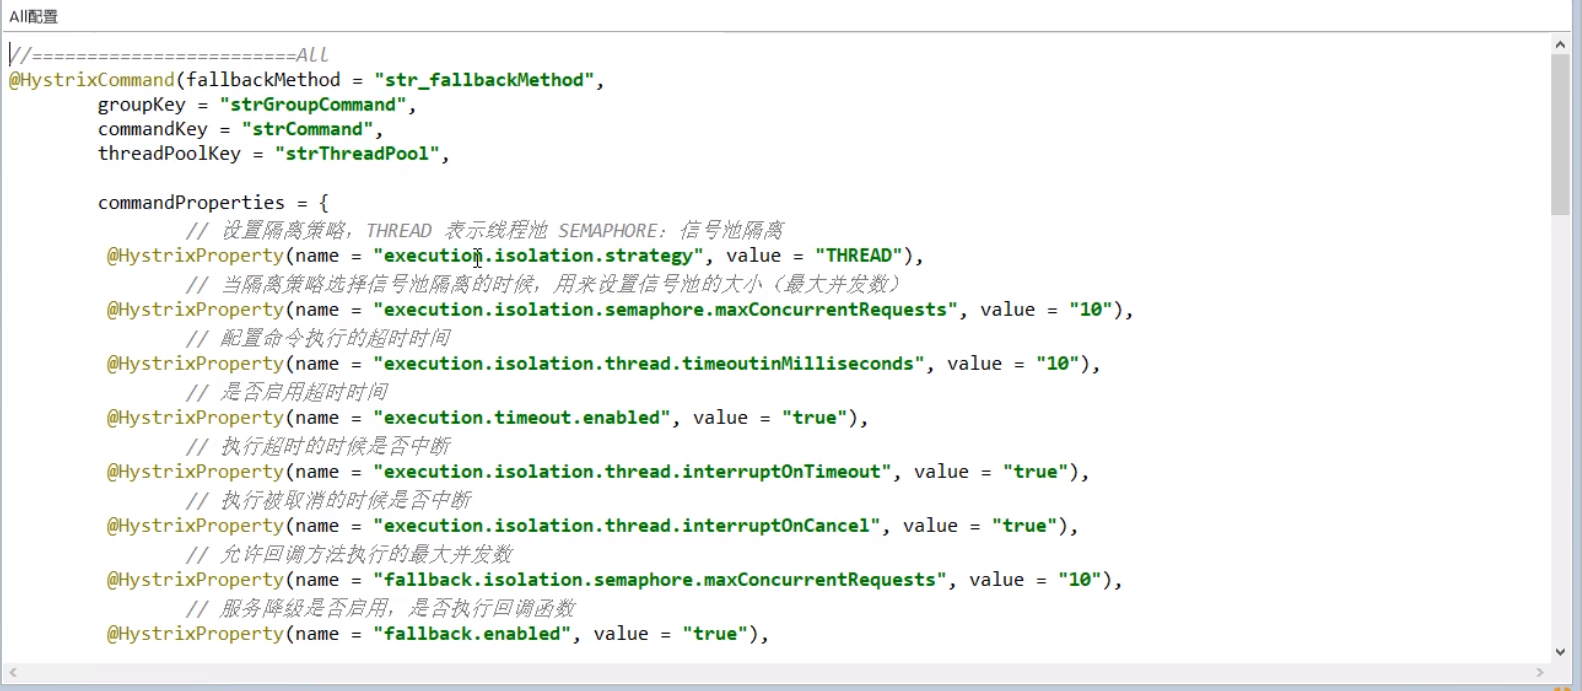 All配置
//========================All
@HystrixCommand(fallbackMethod = "str_fallbackMethod",
groupKey = "strGroupCommand",
commandKey = "strCommand",
threadPoolKey = "strThreadPool",
commandProperties = {
// 设置隔离策略，THREAD 表示线程池 SEMAPHORE：信号池隔离
@HystrixProperty(name = "execution.isolation.strategy", value = "THREAD"),
// 当隔离策略选择信号池隔离的时候，用来设置信号池的大小（最大并发数）
@HystrixProperty(name = "execution.isolation.semaphore.maxConcurrentRequests", value = "10"),
// 配置命令执行的超时时间
@HystrixProperty(name = "execution.isolation.thread.timeoutinMilliseconds", value = "10"),
// 是否启用超时时间
@HystrixProperty(name = "execution.timeout.enabled", value = "true"),
// 执行超时的时候是否中断
@HystrixProperty(name = "execution.isolation.thread.interruptOnTimeout", value = "true"),
// 执行被取消的时候是否中断
@HystrixProperty(name = "execution.isolation.thread.interruptOnCancel", value = "true"),
// 允许回调方法执行的最大并发数
@HystrixProperty(name = "fallback.isolation.semaphore.maxConcurrentRequests", value = "10"),
// 服务降级是否启用，是否执行回调函数
@HystrixProperty(name = "fallback.enabled", value = "true"),